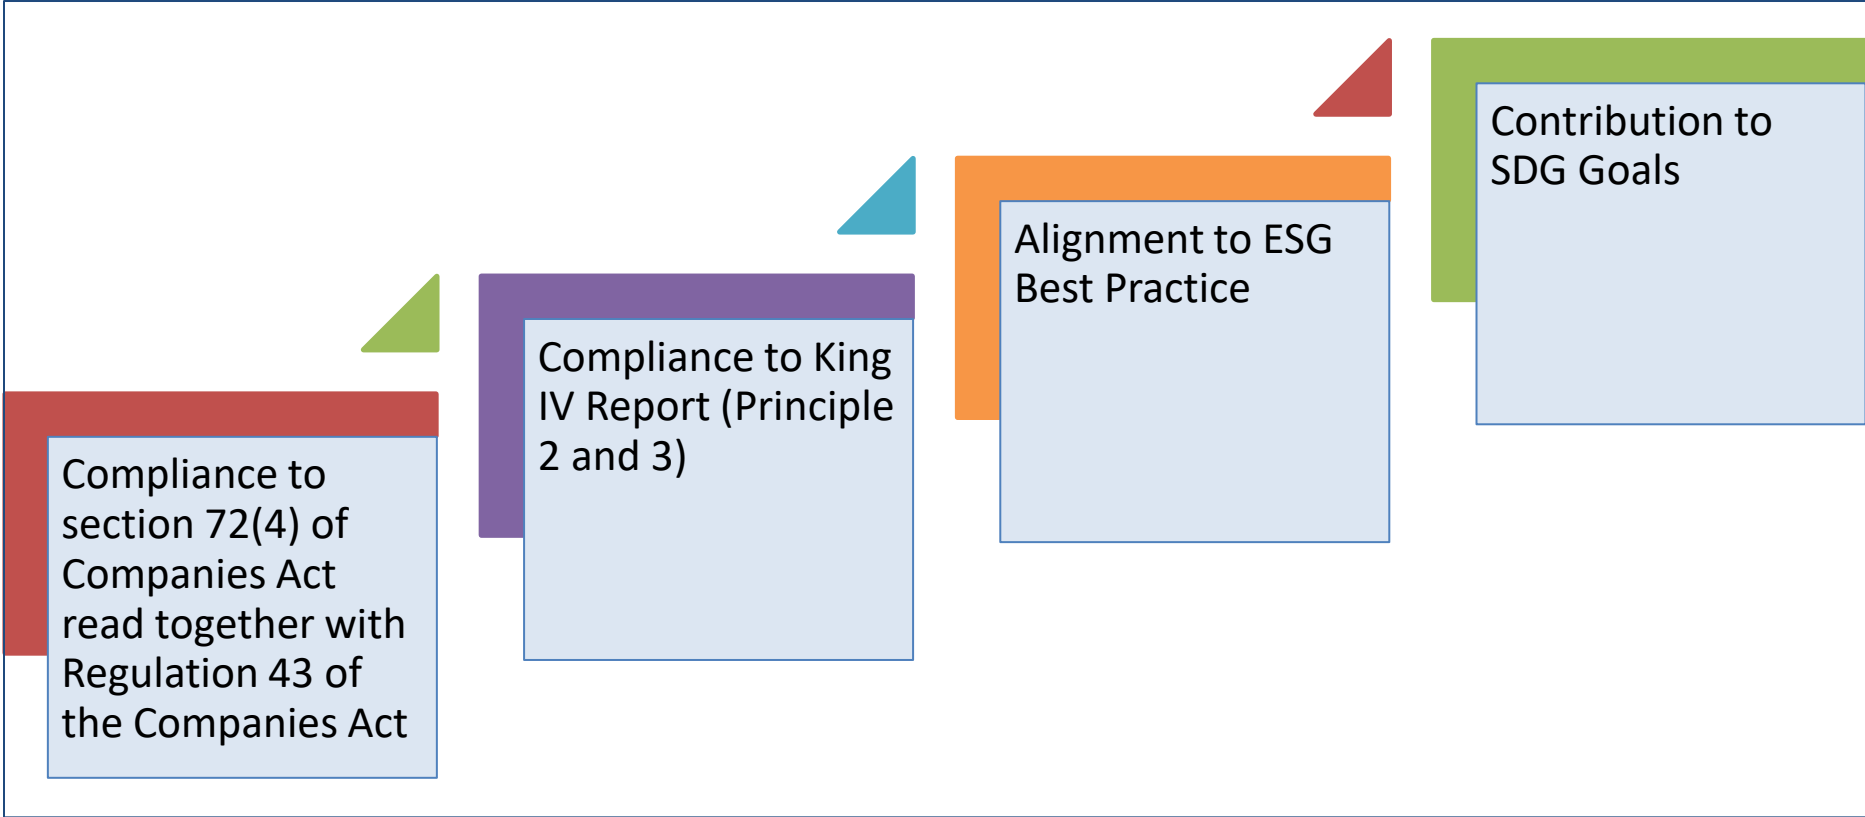 Compliance to
section 72(4) of
Companies Act
read together with
Regulation 43 of
the Companies Act
Compliance to King
IV Report (Principle
2 and 3)
Alignment to ESG
Best Practice
Contribution to
SDG Goals